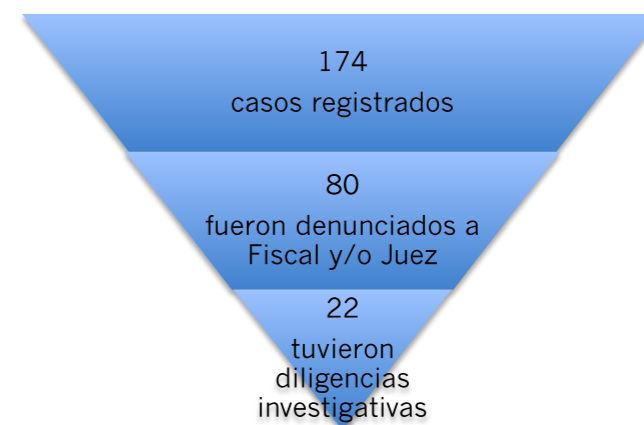 174
casos registrados
80
fueron denunciados a
Fiscal y/o Juez
22
tuvieron
diligencias
investigativas